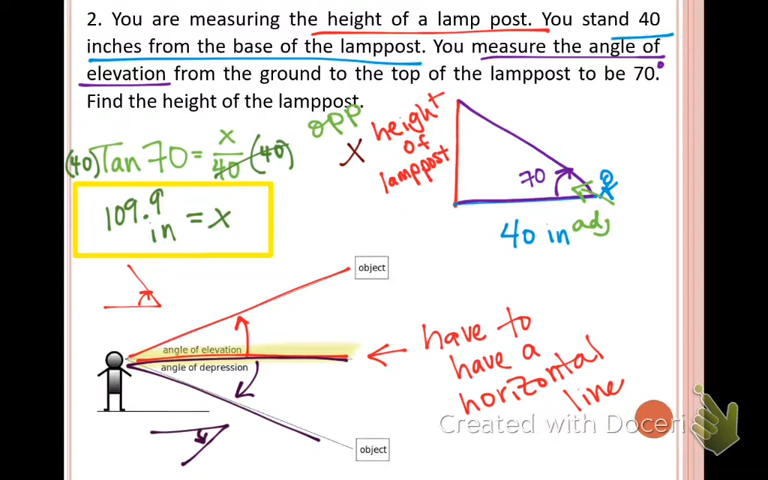 2. You are measuring the height of a lamp post. You stand 40
inches from the base of the lamppost. You measure the angle of
elevation from the ground to the top of the lamppost to be 70.°
Find the height of the lamppost.
opp
(40) Tan 70 = x/40 (40)
x
height
of
lamppost
70
109.9
in = x
40 in
adj
object
angle of elevation
angle of depression
have to
have a
horizontal
line
Created with Doceri
object